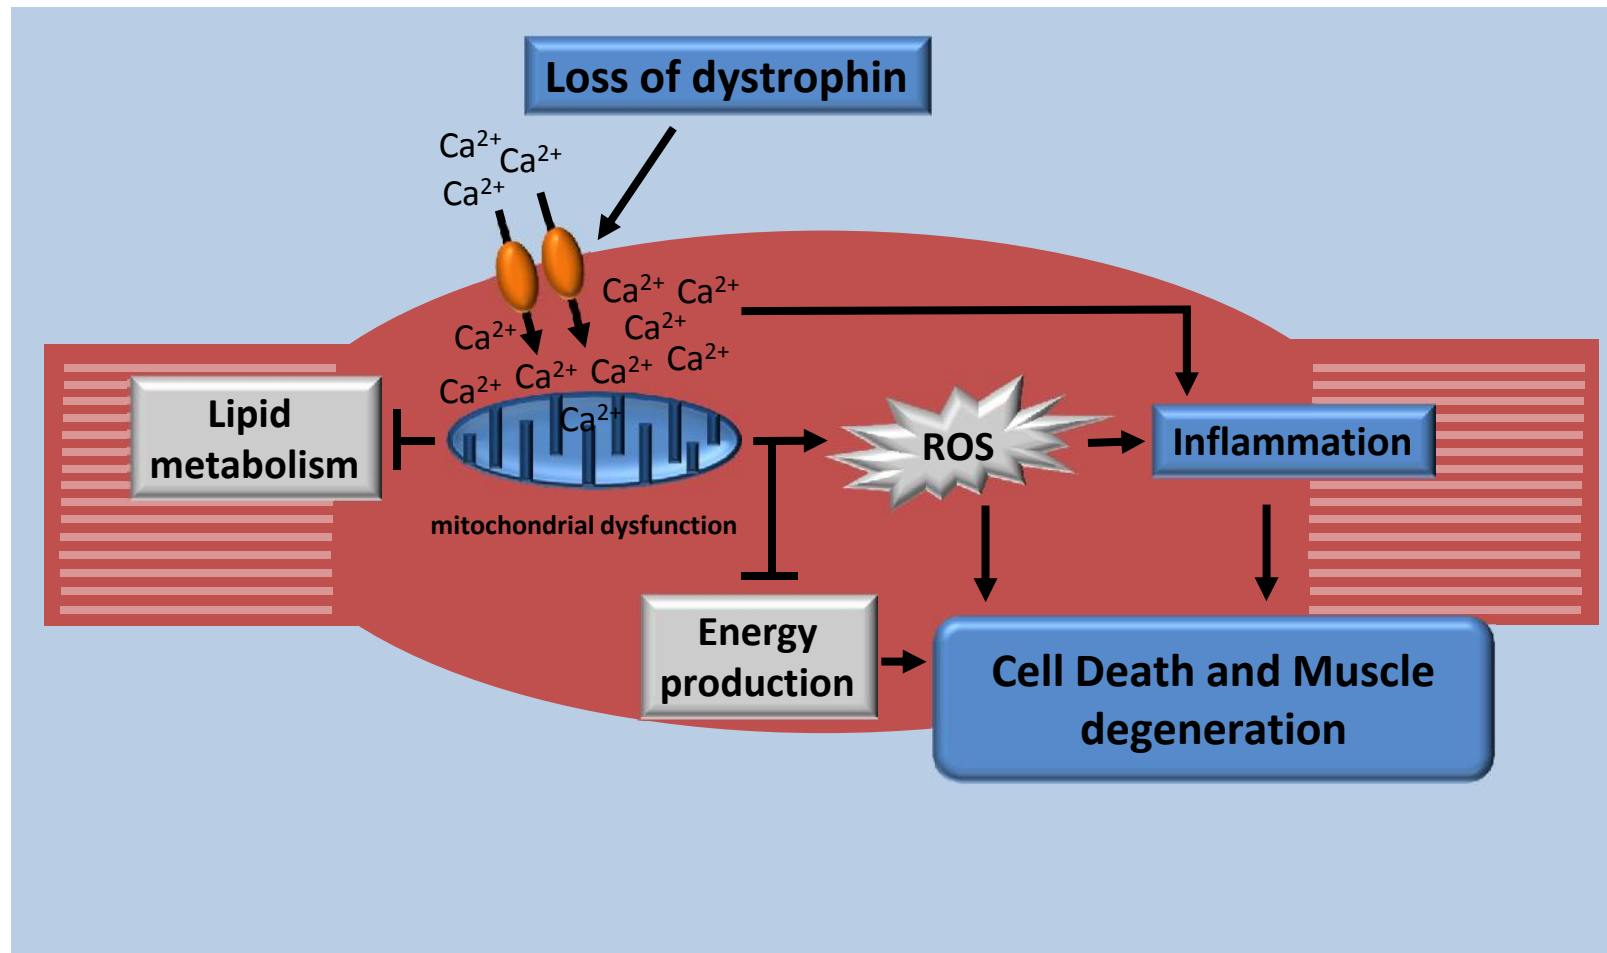 Loss of dystrophin
Ca²⁺
Ca²⁺
Ca²⁺
Ca²⁺
Ca²⁺
Ca²⁺
Ca²⁺
Ca²⁺
Ca²⁺
Ca²⁺
Ca²⁺
Ca²⁺
Lipid
metabolism
ROS
Inflammation
mitochondrial dysfunction
Energy
production
Cell Death and Muscle
degeneration